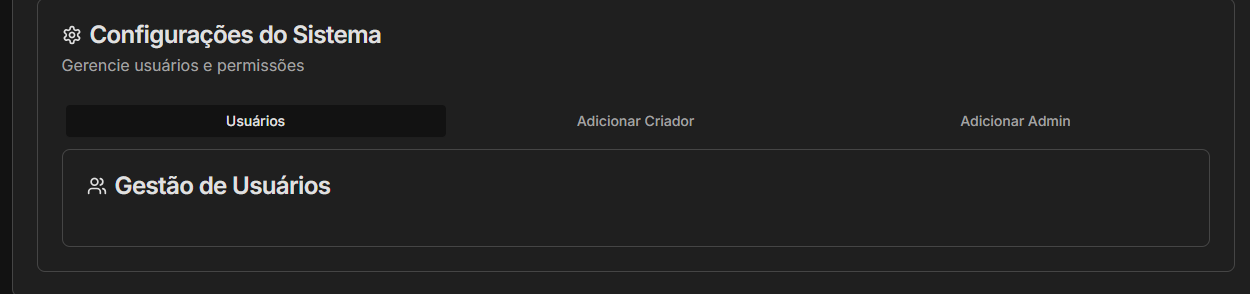 Configurações do Sistema
Gerencie usuários e permissões
Usuários
Adicionar Criador
Adicionar Admin
Gestão de Usuários